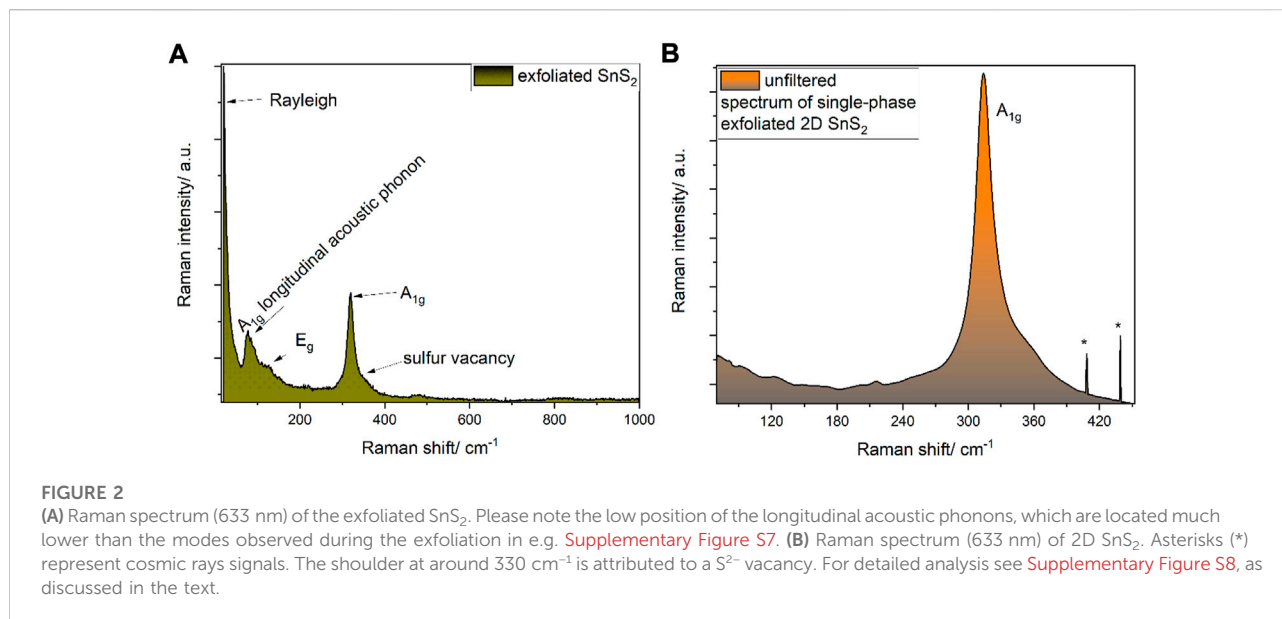 A
exfoliated SnS₂
Rayleigh
A₁g longitudinal acoustic phonon
Eg
A₁g
sulfur vacancy
Raman intensity/ a.u.
200 400 600 800 1000
Raman shift/ cm⁻¹
B
unfiltered
spectrum of single-phase
exfoliated 2D SnS₂
A₁g
*
*
Raman intensity/ a.u.
120 180 240 300 360 420
Raman shift/ cm⁻¹
FIGURE 2
(A) Raman spectrum (633 nm) of the exfoliated SnS₂. Please note the low position of the longitudinal acoustic phonons, which are located much
lower than the modes observed during the exfoliation in e.g. Supplementary Figure S7. (B) Raman spectrum (633 nm) of 2D SnS₂. Asterisks (*)
represent cosmic rays signals. The shoulder at around 330 cm⁻¹ is attributed to a S²⁻ vacancy. For detailed analysis see Supplementary Figure S8, as
discussed in the text.